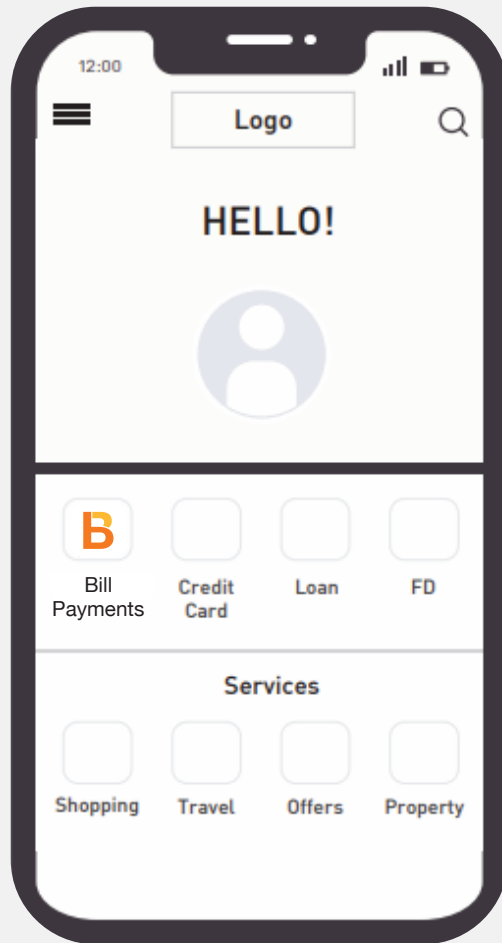 12:00
Logo
HELLO!
B
Bill Payments
Credit Card
Loan
FD
Services
Shopping
Travel
Offers
Property